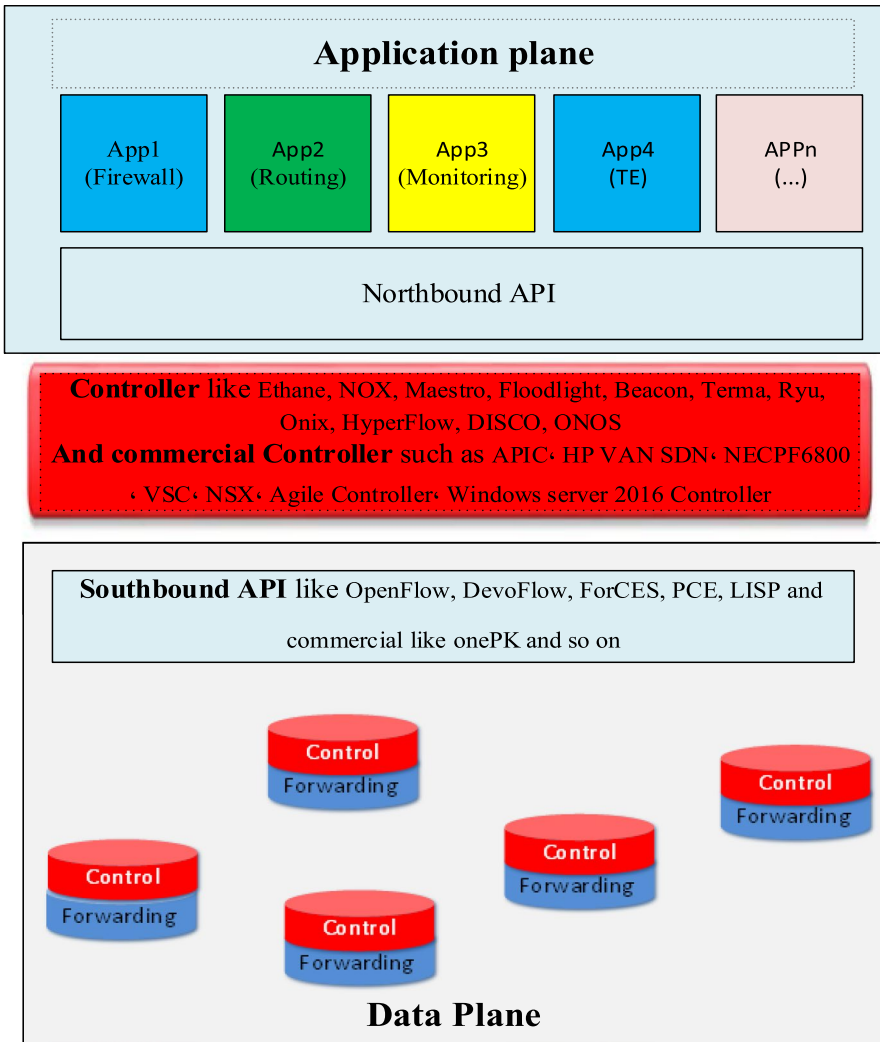 Application plane
App1
(Firewall)
App2
(Routing)
App3
(Monitoring)
App4
(TE)
APPn
(...)
Northbound API
Controller like Ethane, NOX, Maestro, Floodlight, Beacon, Terma, Ryu,
Onix, HyperFlow, DISCO, ONOS
And commercial Controller such as APIC، HP VAN SDN، NECPF6800
، VSC، NSX، Agile Controller، Windows server 2016 Controller
Southbound API like OpenFlow, DevoFlow, ForCES, PCE, LISP and
commercial like onePK and so on
Control
Forwarding
Control
Forwarding
Control
Forwarding
Control
Forwarding
Control
Forwarding
Data Plane